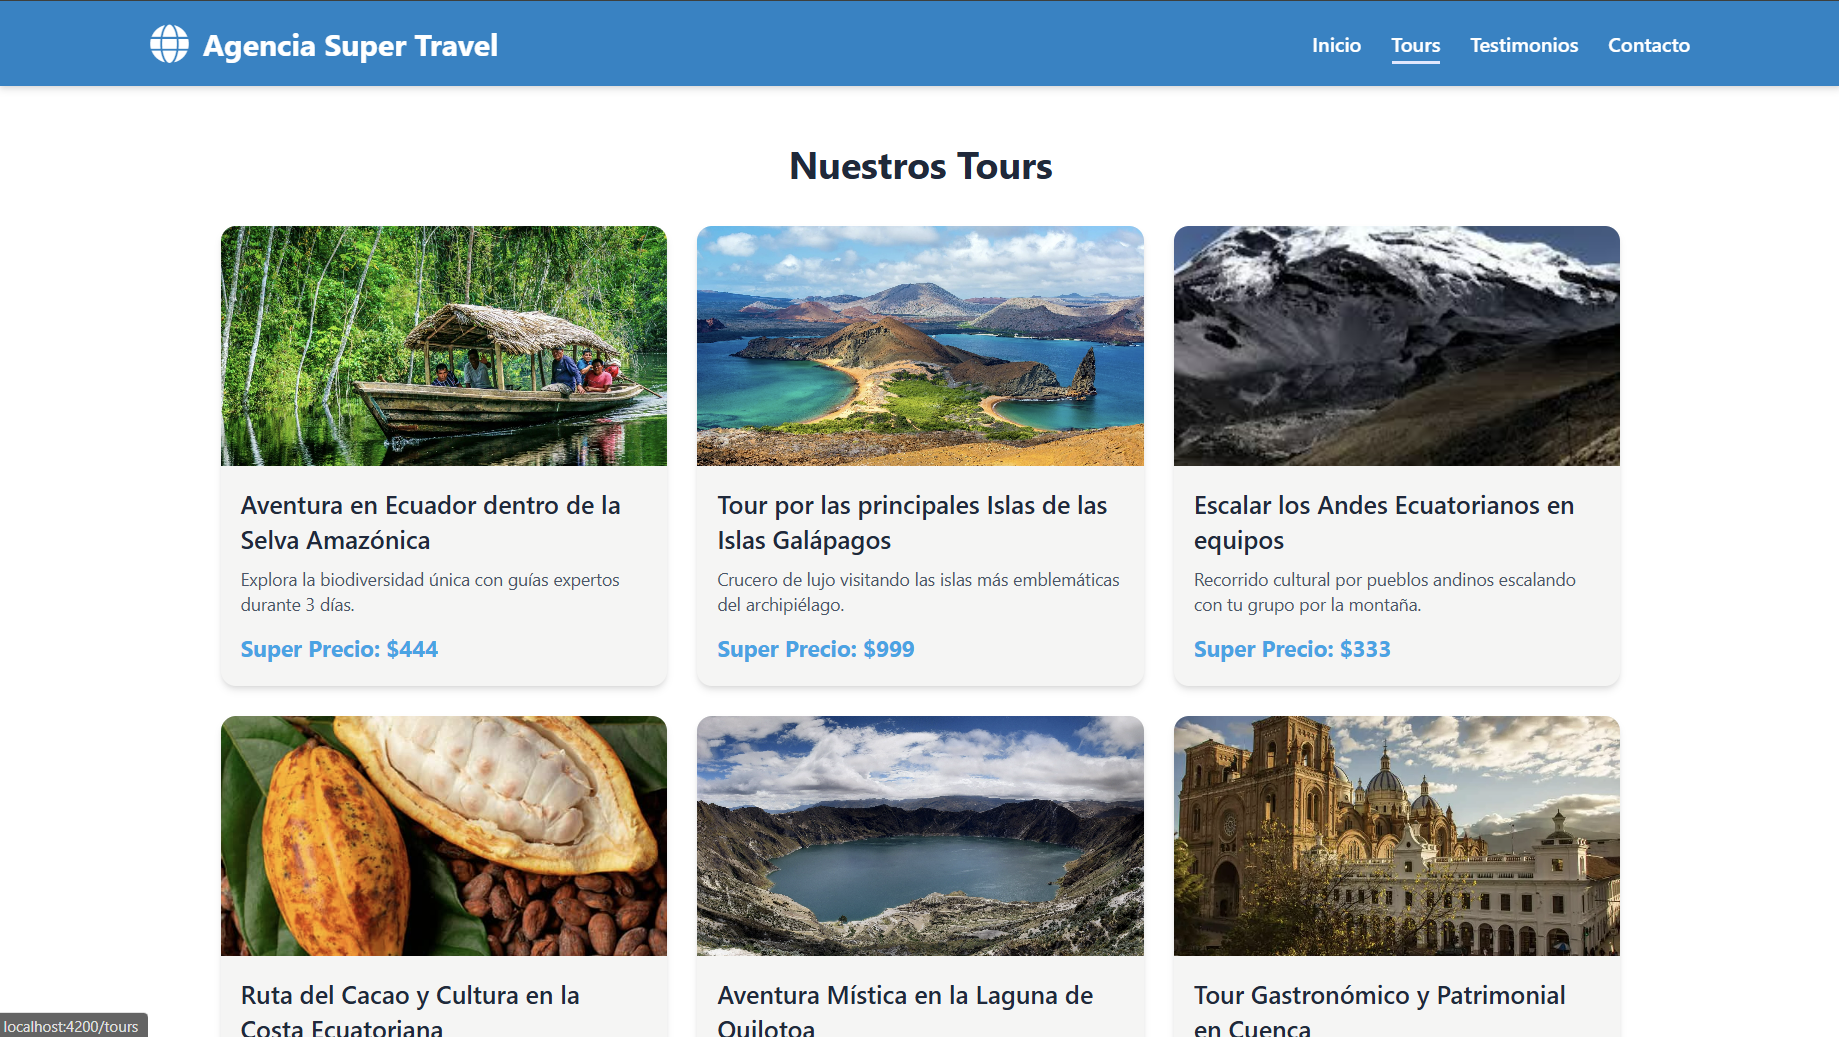 Agencia Super Travel
Inicio
Tours
Testimonios
Contacto
Nuestros Tours
Aventura en Ecuador dentro de la
Selva Amazónica
Explora la biodiversidad única con guías expertos
durante 3 días.
Super Precio: $444
Tour por las principales Islas de las
Islas Galápagos
Crucero de lujo visitando las islas más emblemáticas
del archipiélago.
Super Precio: $999
Escalar los Andes Ecuatorianos en
equipos
Recorrido cultural por pueblos andinos escalando
con tu grupo por la montaña.
Super Precio: $333
Ruta del Cacao y Cultura en la
Costa Ecuatoriana
Aventura Mística en la Laguna de
Quilotoa
Tour Gastronómico y Patrimonial
en Cuenca
localhost:4200/tours